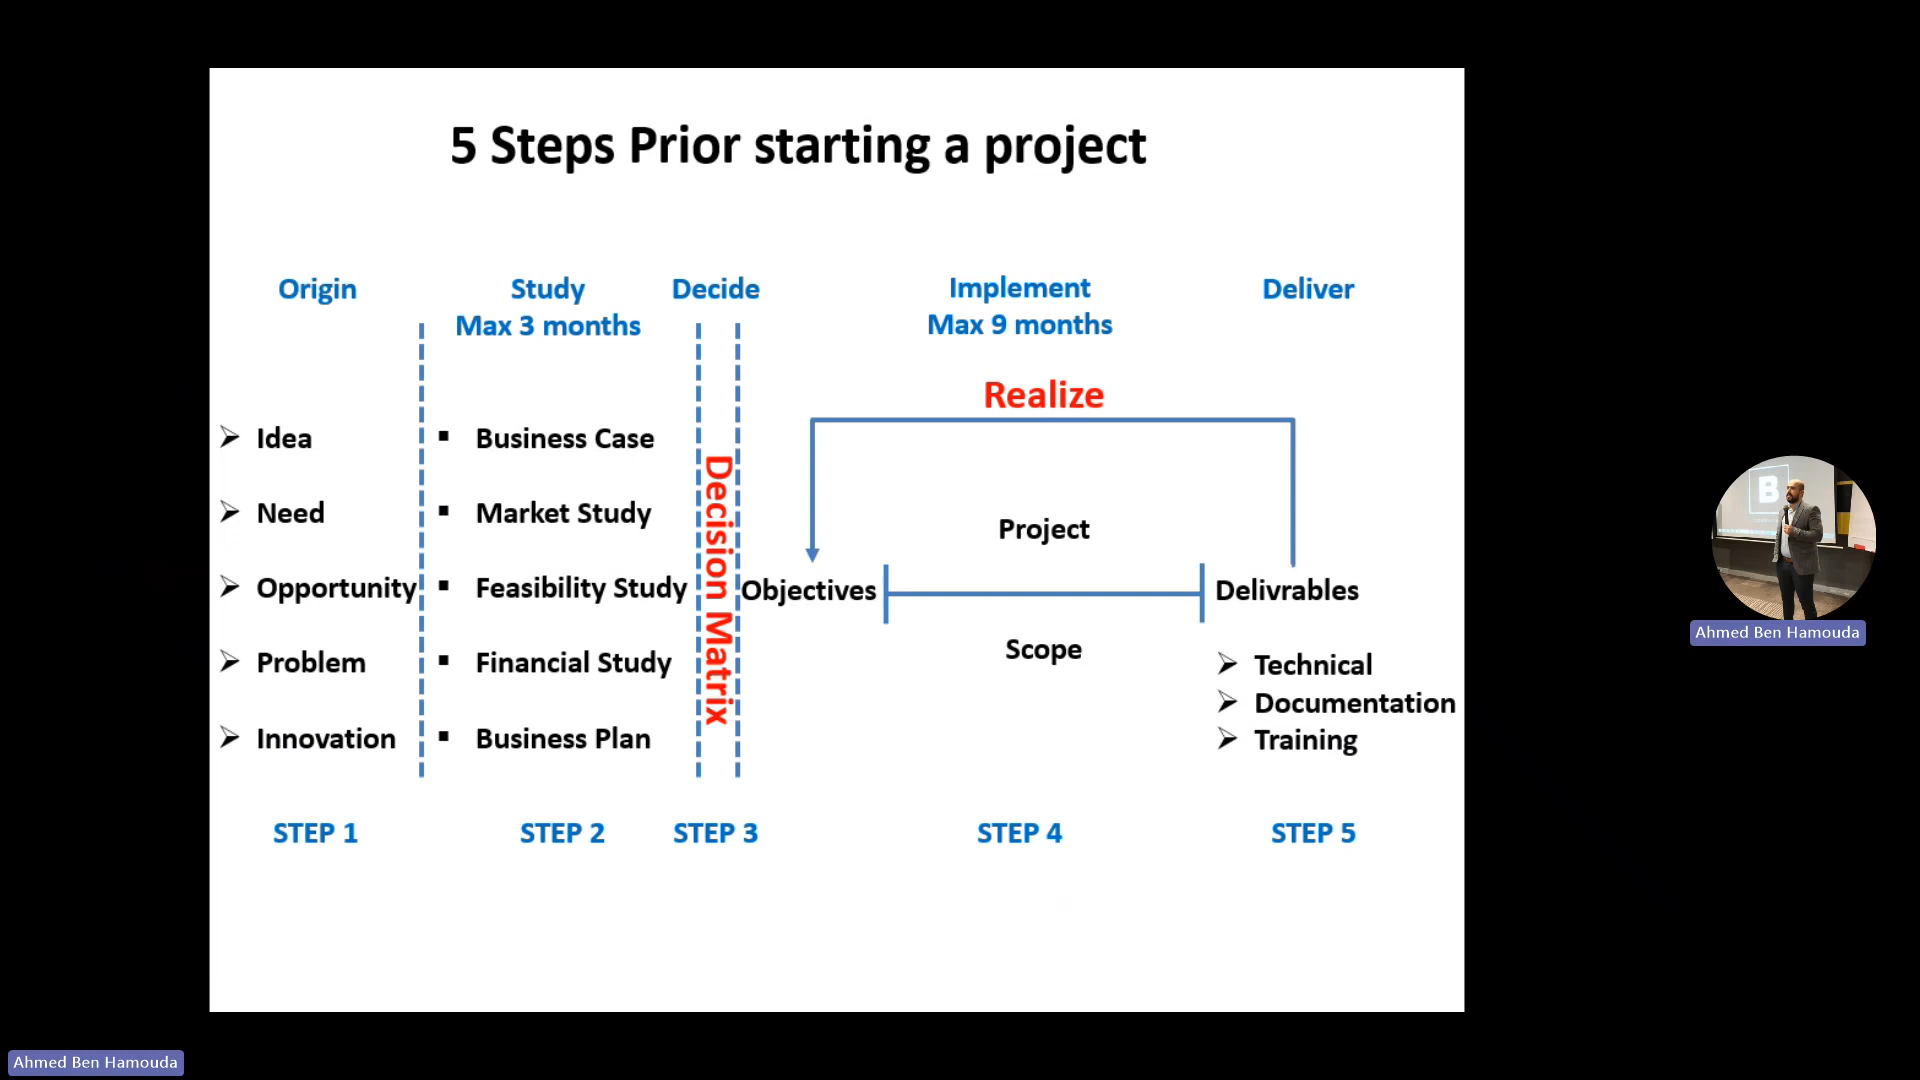 5 Steps Prior starting a project
Origin
Study
Max 3 months
Decide
Implement
Max 9 months
Deliver
Idea
Need
Opportunity
Problem
Innovation
Business Case
Market Study
Feasibility Study
Financial Study
Business Plan
Decision Matrix
Realize
Project
Objectives
Delivrables
Scope
Technical
Documentation
Training
STEP 1
STEP 2
STEP 3
STEP 4
STEP 5
B
Ahmed Ben Hamouda
Ahmed Ben Hamouda